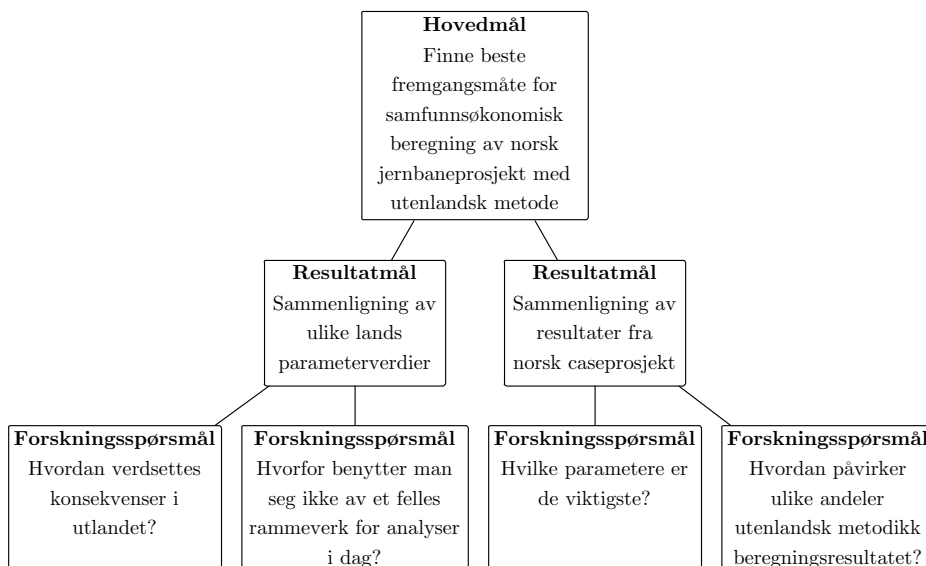 Hovedmål
Finne beste
fremgangsmåte for
samfunnsøkonomisk
beregning av norsk
jernbaneprosjekt med
utenlandsk metode
Resultatmål
Sammenligning av
ulike lands
parameterverdier
Resultatmål
Sammenligning av
resultater fra
norsk caseprosjekt
Forskningsspørsmål
Hvordan verdsettes
konsekvenser i
utlandet?
Forskningsspørsmål
Hvorfor benytter man
seg ikke av et felles
rammeverk for analyser
i dag?
Forskningsspørsmål
Hvilke parametere er
de viktigste?
Forskningsspørsmål
Hvordan påvirker
ulike andeler
utenlandsk metodikk
beregningsresultatet?